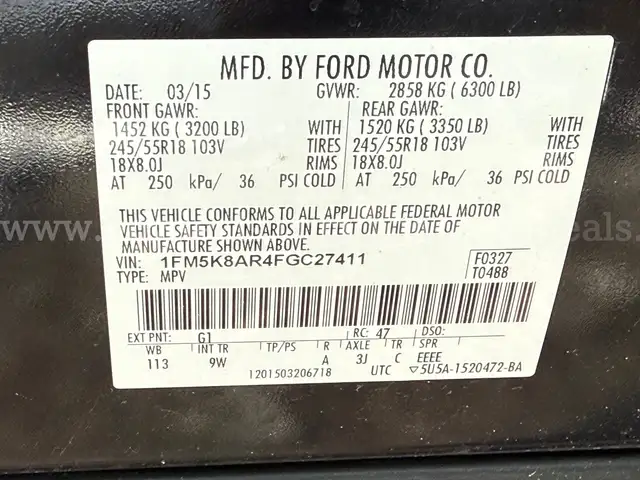 MFD. BY FORD MOTOR CO.
DATE: 03/15 GVWR: 2858 KG ( 6300 LB)
FRONT GAWR: REAR GAWR:
1452 KG ( 3200 LB) WITH 1520 KG ( 3350 LB) WITH
245/55R18 103V TIRES 245/55R18 103V TIRES
18X8.0J RIMS 18X8.0J RIMS
AT 250 kPa/ 36 PSI COLD AT 250 kPa/ 36 PSI COLD
THIS VEHICLE CONFORMS TO ALL APPLICABLE FEDERAL MOTOR
VEHICLE SAFETY STANDARDS IN EFFECT ON THE DATE OF
MANUFACTURE SHOWN ABOVE.
VIN: 1FM5K8AR4FGC27411 F0327
TYPE: MPV T0488
EXT PNT: G1 RC: 47 DSO:
WB INT TR TP/PS R AXLE TR SPR
113 9W A 3J C EEEE
1201503206718 UTC ▽5U5A-1520472-BA